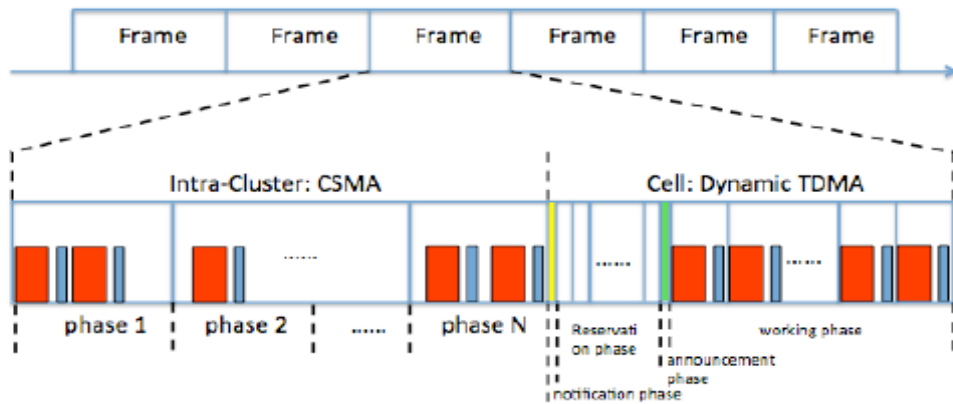 Frame Frame Frame Frame Frame Frame
Intra-Cluster: CSMA Cell: Dynamic TDMA
...... ...... ......
phase 1 phase 2 ...... phase N
Reservati
on phase
working phase
announcement
phase
notification phase